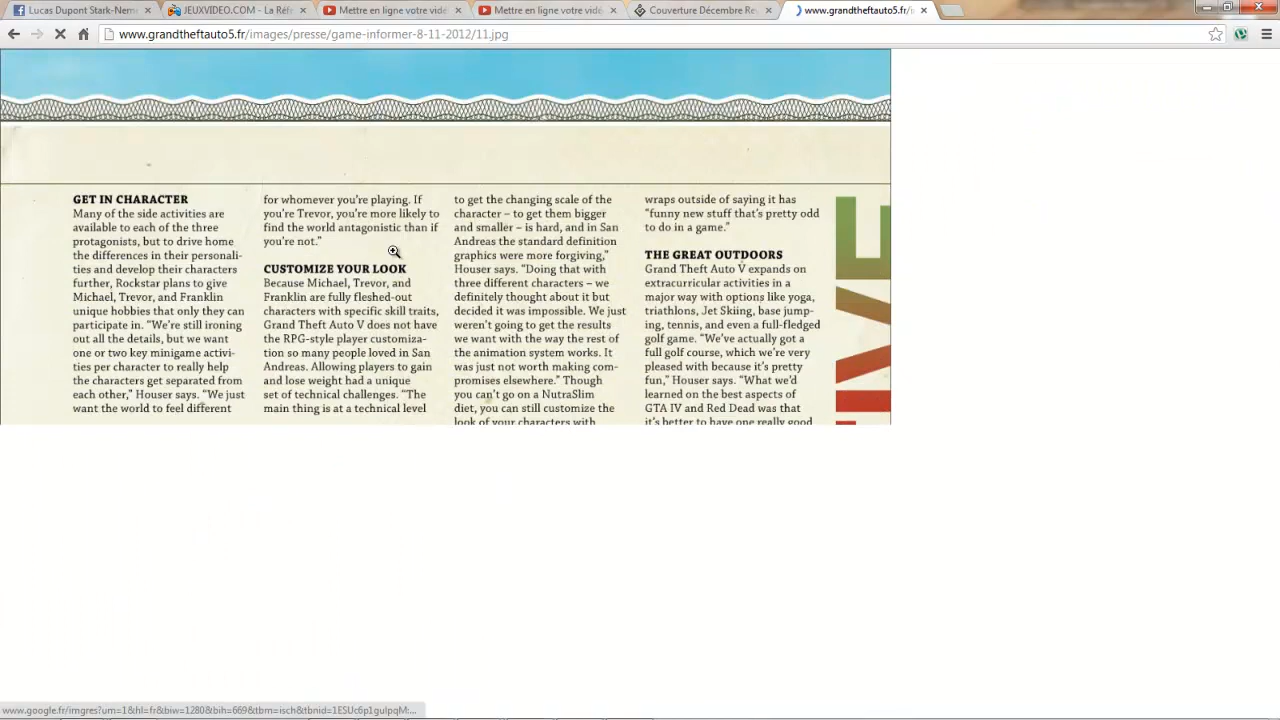 Lucas Dupont Stark-Nem
JEUXVIDEO.COM - La Réf
Mettre en ligne votre vidé
Mettre en ligne votre vidé
Couverture Décembre Re
www.grandtheftauto5.fr/i
www.grandtheftauto5.fr/images/presse/game-informer-8-11-2012/11.jpg
GET IN CHARACTER
Many of the side activities are
available to each of the three
protagonists, but to drive home
the differences in their personali-
ties and develop their characters
further, Rockstar plans to give
Michael, Trevor, and Franklin
unique hobbies that only they can
participate in. “We’re still ironing
out all the details, but we want
one or two key minigame activi-
ties per character to really help
the characters get separated from
each other,” Houser says. “We just
want the world to feel different
for whomever you’re playing. If
you’re Trevor, you’re more likely to
find the world antagonistic than if
you’re not.”
CUSTOMIZE YOUR LOOK
Because Michael, Trevor, and
Franklin are fully fleshed-out
characters with specific skill traits,
Grand Theft Auto V does not have
the RPG-style player customiza-
tion so many people loved in San
Andreas. Allowing players to gain
and lose weight had a unique
set of technical challenges. “The
main thing is at a technical level
to get the changing scale of the
character – to get them bigger
and smaller – is hard, and in San
Andreas the standard definition
graphics were more forgiving,”
Houser says. “Doing that with
three different characters – we
definitely thought about it but
decided it was impossible. We just
weren’t going to get the results
we want with the way the rest of
the animation system works. It
was just not worth making com-
promises elsewhere.” Though
you can’t go on a NutraSlim
diet, you can still customize the
look of your characters with
wraps outside of saying it has
“funny new stuff that’s pretty odd
to do in a game.”
THE GREAT OUTDOORS
Grand Theft Auto V expands on
extracurricular activities in a
major way with options like yoga,
triathlons, Jet Skiing, base jump-
ing, tennis, and even a full-fledged
golf game. “We’ve actually got a
full golf course, which we’re very
pleased with because it’s pretty
fun,” Houser says. “What we’d
learned on the best aspects of
GTA IV and Red Dead was that
it’s better to have one really good
www.google.fr/imgres?um=1&hl=fr&biw=1280&bih=669&tbm=isch&tbnid=1ESUc6p1gulpqM:...